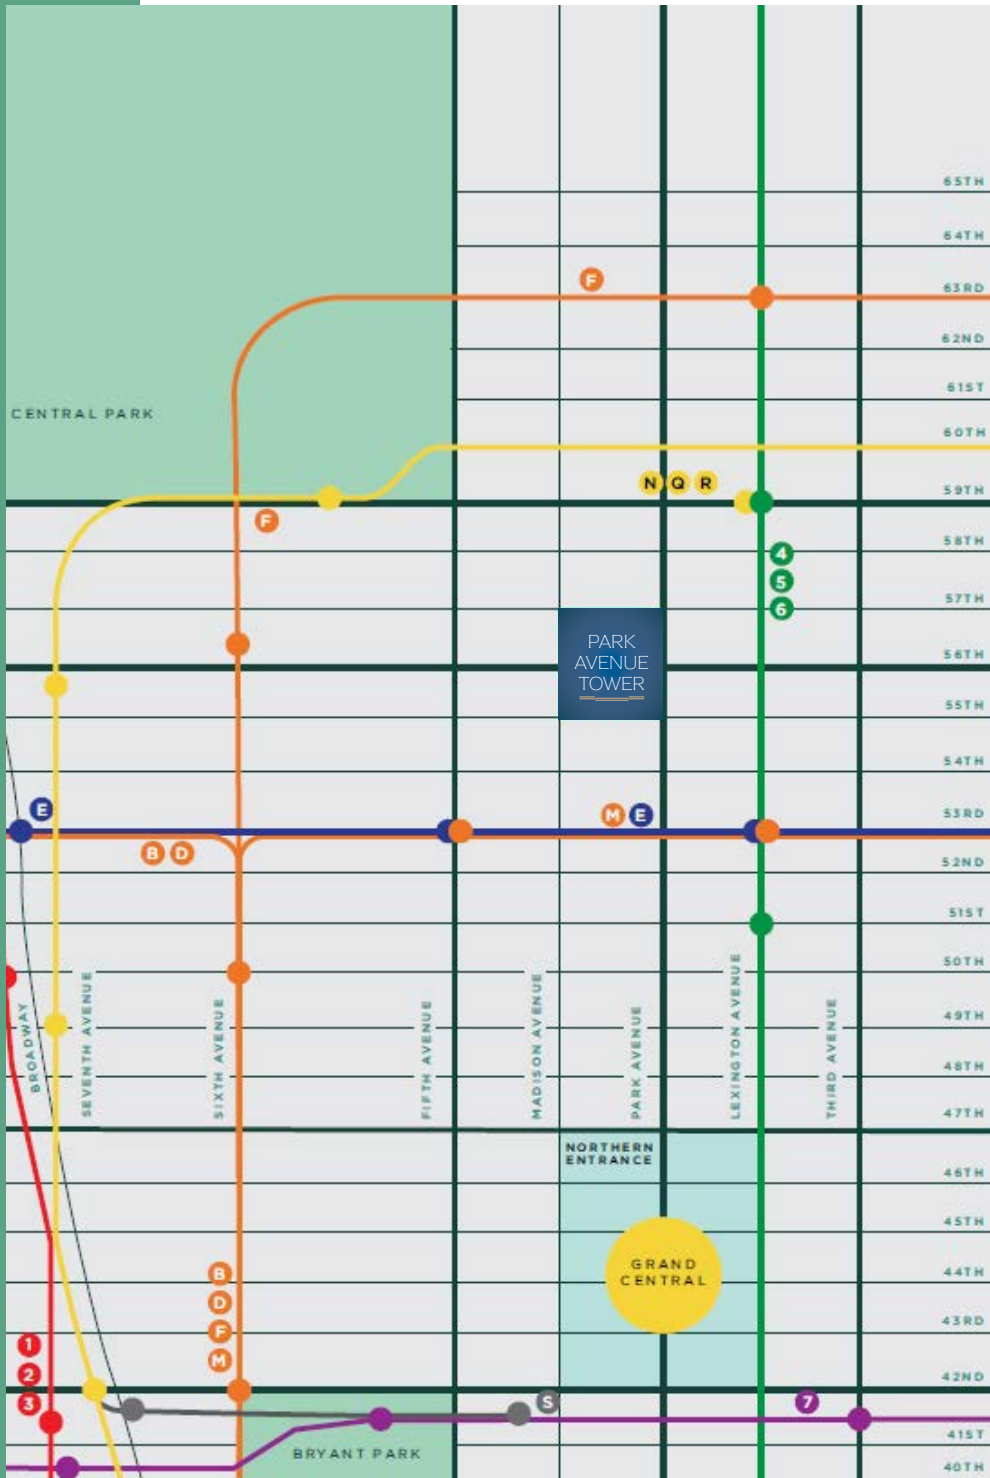 65TH
64TH
F
63RD
62ND
61ST
CENTRAL PARK
60TH
N Q R
59TH
F
58TH
4
5
6
57TH
PARK
AVENUE
TOWER
56TH
55TH
54TH
E
M E
53RD
B D
52ND
51ST
50TH
49TH
48TH
BROADWAY
SEVENTH AVENUE
SIXTH AVENUE
FIFTH AVENUE
MADISON AVENUE
PARK AVENUE
LEXINGTON AVENUE
THIRD AVENUE
47TH
NORTHERN
ENTRANCE
46TH
45TH
GRAND
CENTRAL
44TH
B
D
F
M
43RD
1
2
3
42ND
S
7
41ST
BRYANT PARK
40TH